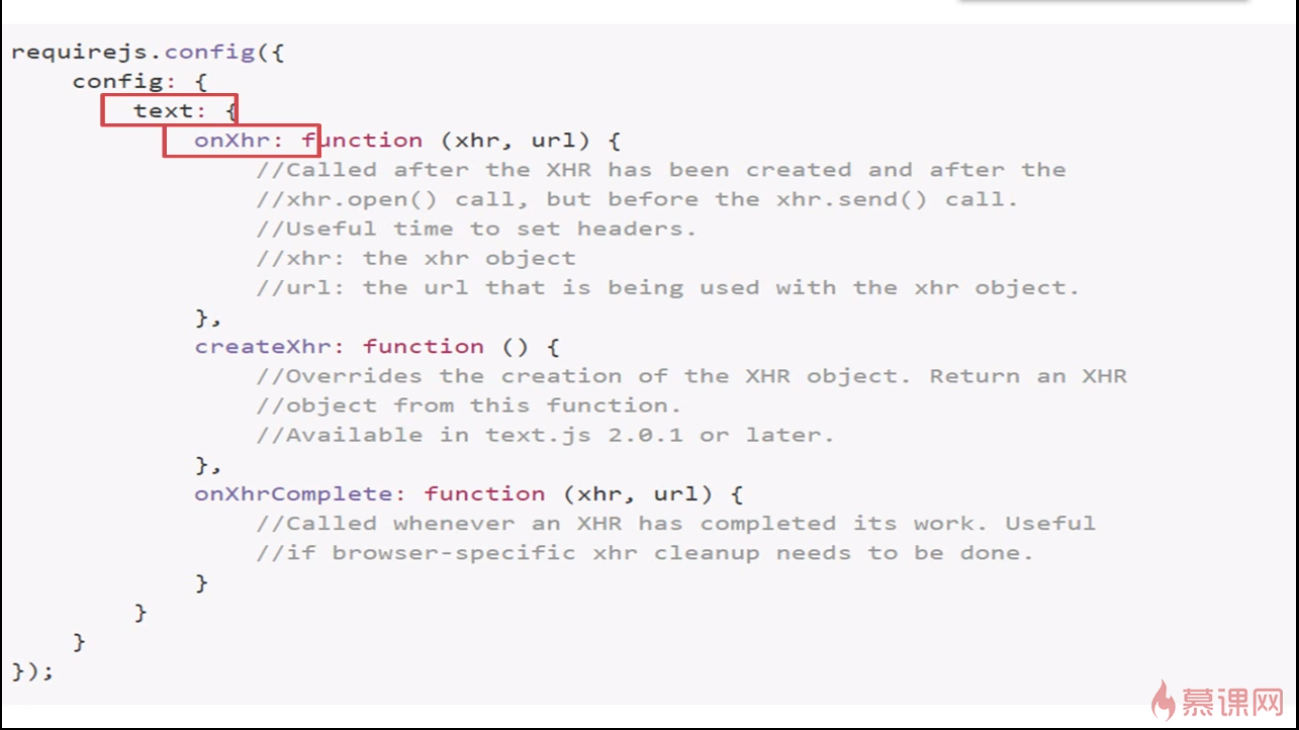 requirejs.config({
    config: {
        text: {
            onXhr: function (xhr, url) {
                //Called after the XHR has been created and after the
                //xhr.open() call, but before the xhr.send() call.
                //Useful time to set headers.
                //xhr: the xhr object
                //url: the url that is being used with the xhr object.
            },
            createXhr: function () {
                //Overrides the creation of the XHR object. Return an XHR
                //object from this function.
                //Available in text.js 2.0.1 or later.
            },
            onXhrComplete: function (xhr, url) {
                //Called whenever an XHR has completed its work. Useful
                //if browser-specific xhr cleanup needs to be done.
            }
        }
    }
});
慕课网